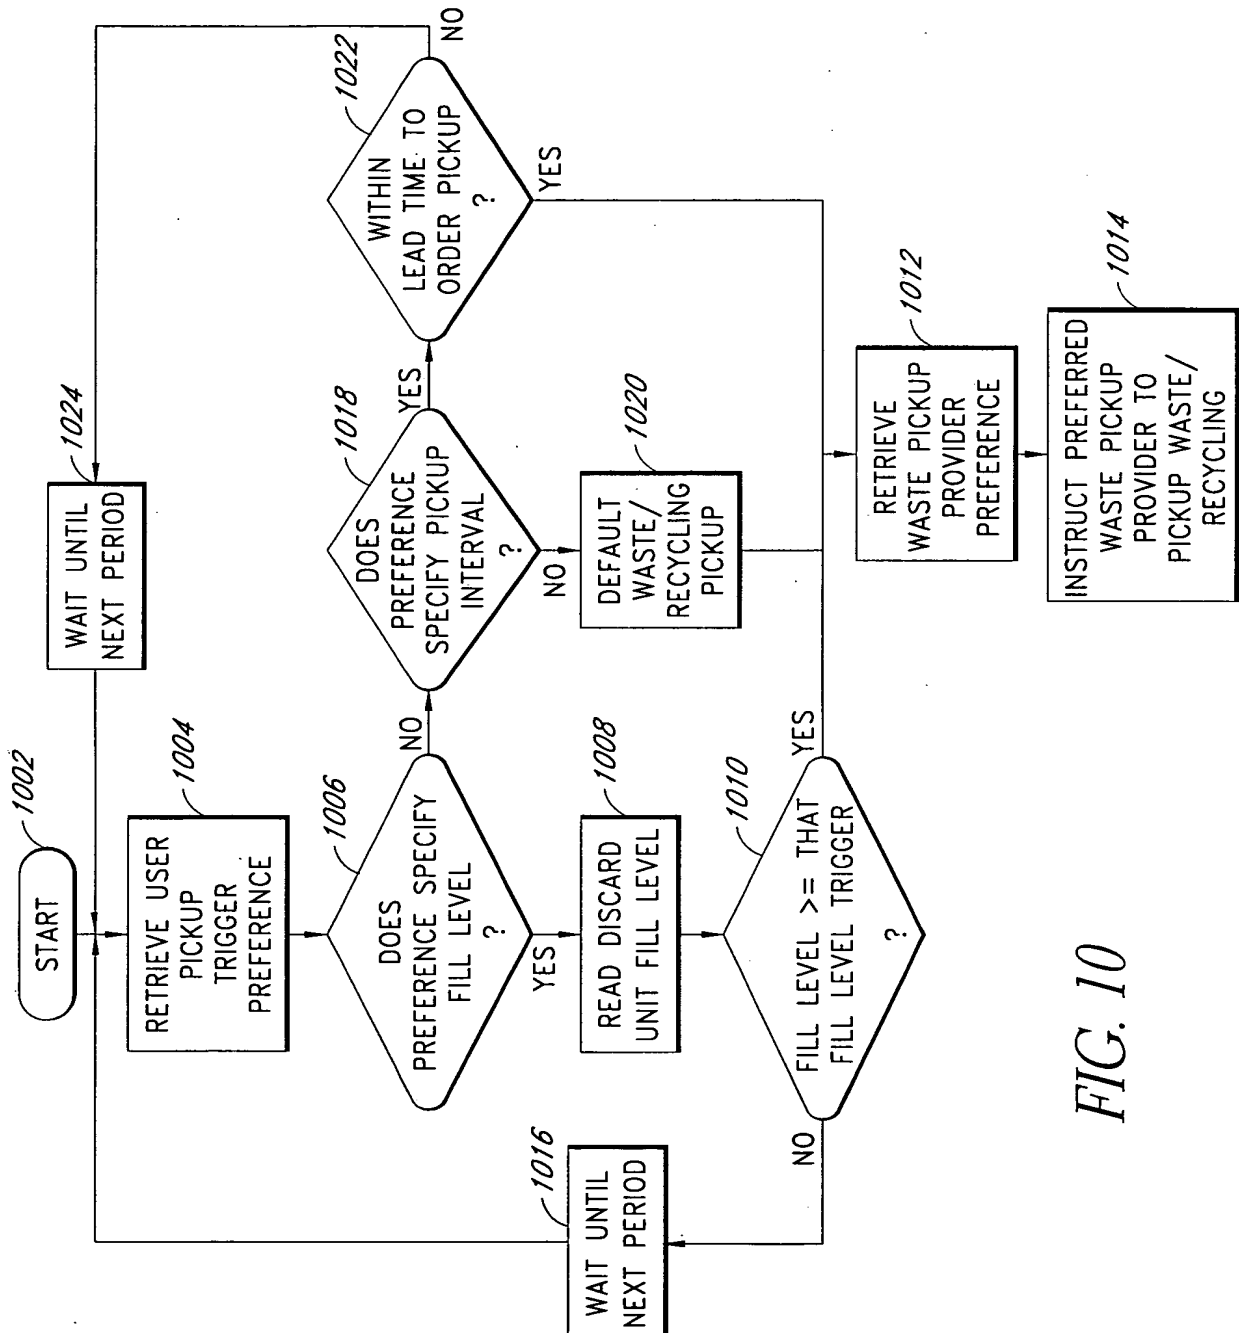 START
1002
RETRIEVE USER
PICKUP
TRIGGER
PREFERENCE
1004
DOES
PREFERENCE SPECIFY
FILL LEVEL
?
1006
YES
NO
READ DISCARD
UNIT FILL LEVEL
1008
FILL LEVEL >= THAT
FILL LEVEL TRIGGER
?
1010
NO
YES
WAIT UNTIL
NEXT PERIOD
1016
DOES
PREFERENCE
SPECIFY PICKUP
INTERVAL
?
1018
NO
YES
DEFAULT
WASTE/
RECYCLING
PICKUP
1020
WITHIN
LEAD TIME TO
ORDER PICKUP
?
1022
YES
NO
WAIT UNTIL
NEXT PERIOD
1024
RETRIEVE
WASTE PICKUP
PROVIDER
PREFERENCE
1012
INSTRUCT PREFERRED
WASTE PICKUP
PROVIDER TO
PICKUP WASTE/
RECYCLING
1014
FIG. 10